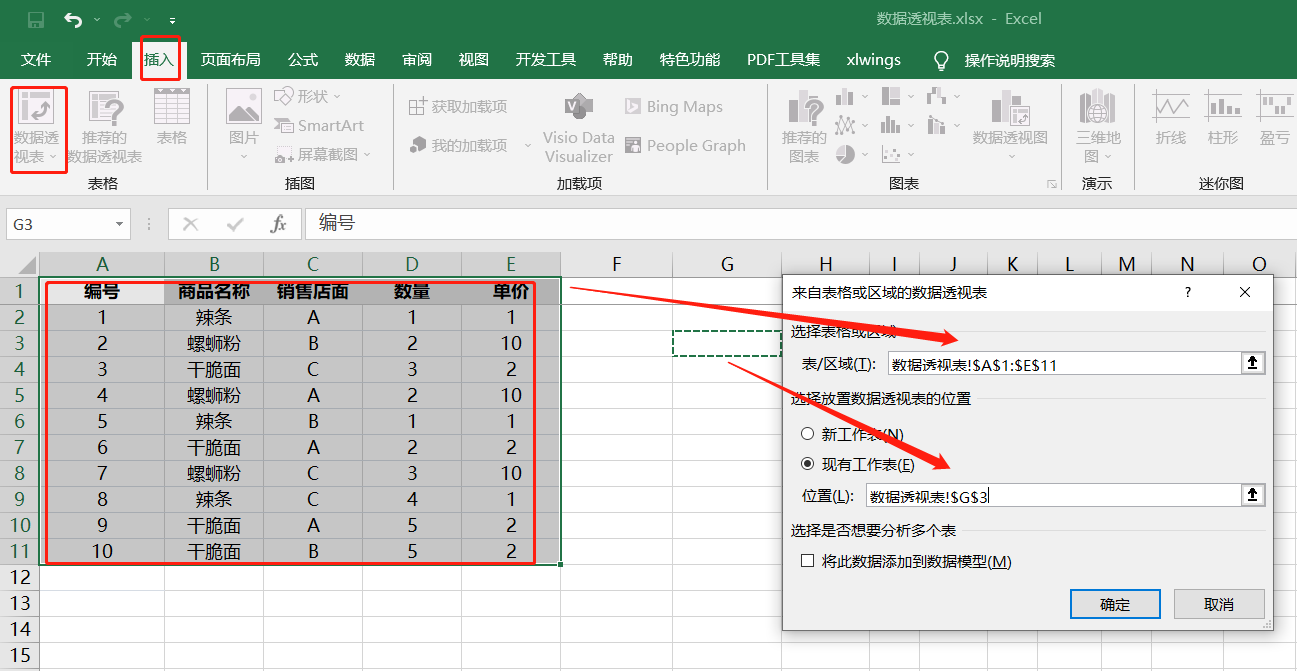 数据透视表.xlsx - Excel
文件 开始 插入 页面布局 公式 数据 审阅 视图 开发工具 帮助 特色功能 PDF工具集 xlwings 操作说明搜索
数据透视表
推荐的数据透视表
表格
表格
图片
形状
SmartArt
屏幕截图
插图
获取加载项
我的加载项
Visio Data Visualizer
Bing Maps
People Graph
加载项
推荐的图表
数据透视图
图表
三维地图
演示
折线
柱形
盈亏
迷你图
G3 fx 编号
A B C D E F G H I J K L M N O
1 编号 商品名称 销售店面 数量 单价
2 1 辣条 A 1 1
3 2 螺蛳粉 B 2 10
4 3 干脆面 C 3 2
5 4 螺蛳粉 A 2 10
6 5 辣条 B 1 1
7 6 干脆面 A 2 2
8 7 螺蛳粉 C 3 10
9 8 辣条 C 4 1
10 9 干脆面 A 5 2
11 10 干脆面 B 5 2
12
13
14
15
来自表格或区域的数据透视表 ?
选择表格或区域
表/区域(T): 数据透视表!$A$1:$E$11
选择放置数据透视表的位置
新工作表(N)
现有工作表(E)
位置(L): 数据透视表!$G$3
选择是否想要分析多个表
将此数据添加到数据模型(M)
确定 取消